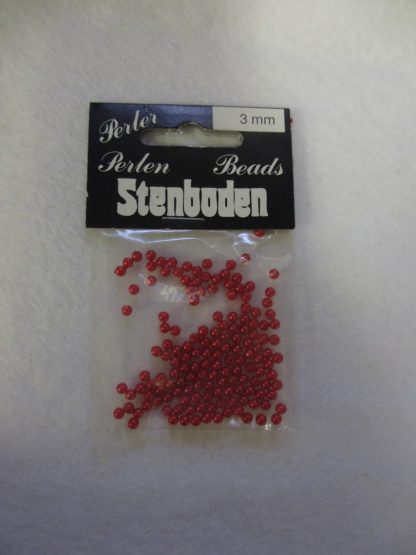 Perler
3 mm
Perlen Beads
Stenboden